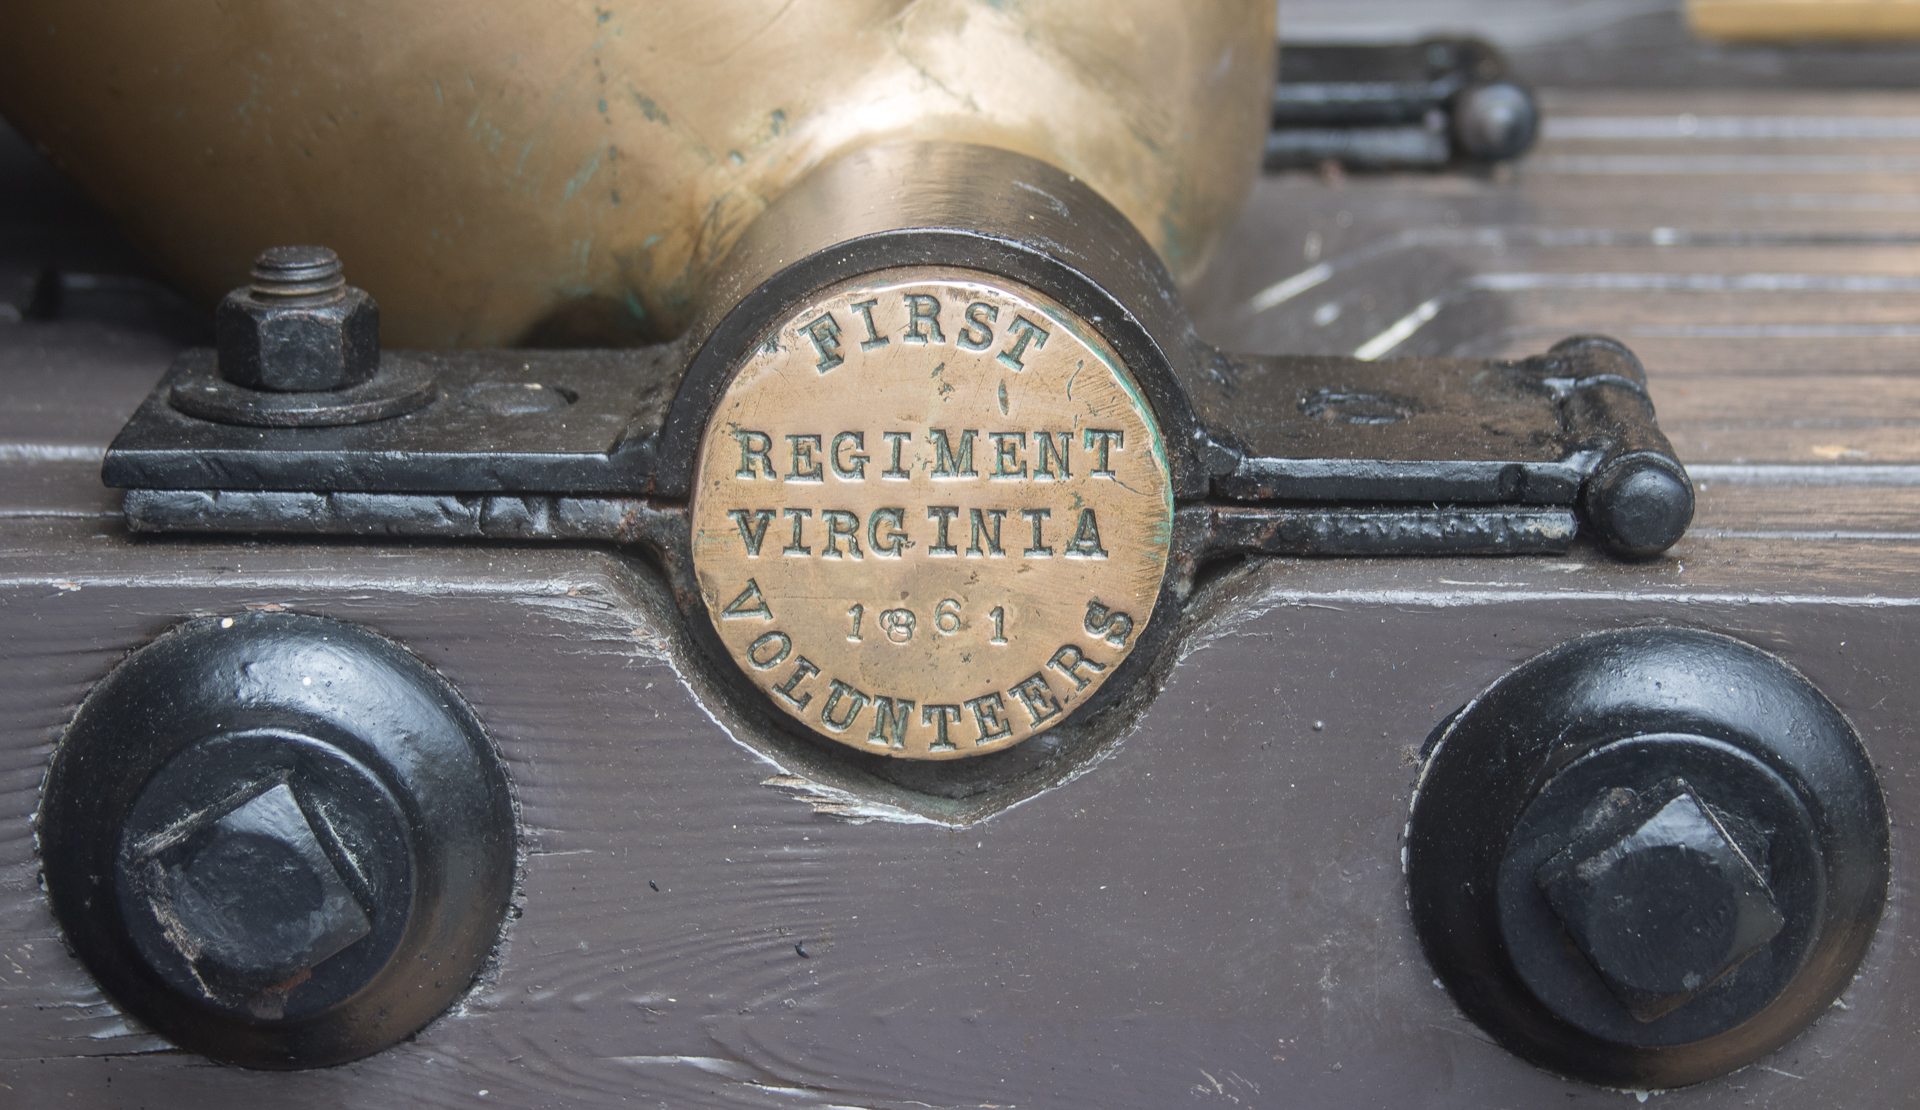 FIRST
REGIMENT
VIRGINIA
1861
VOLUNTEERS